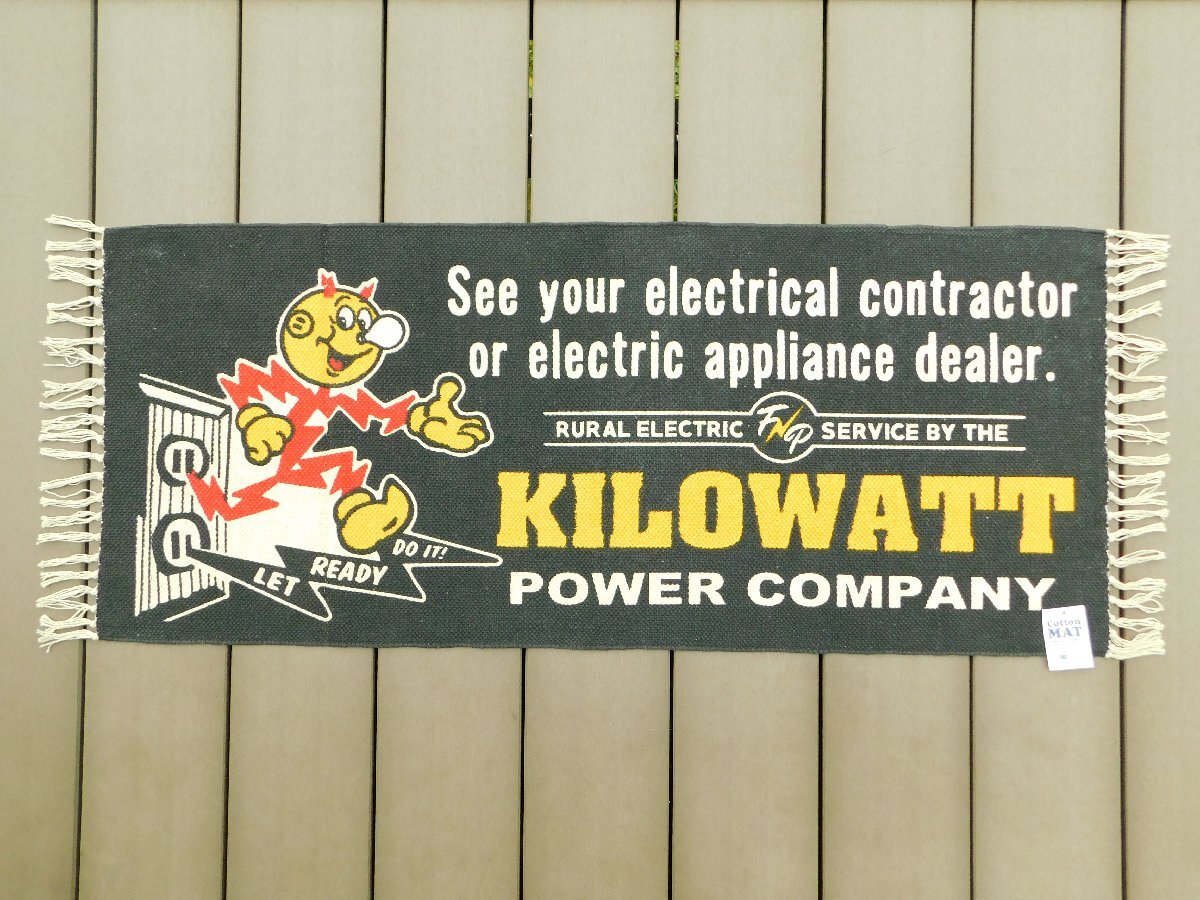 See your electrical contractor
or electric appliance dealer.
RURAL ELECTRIC FNP SERVICE BY THE
KILOWATT
POWER COMPANY
LET READY DO IT!
Cotton
MAT